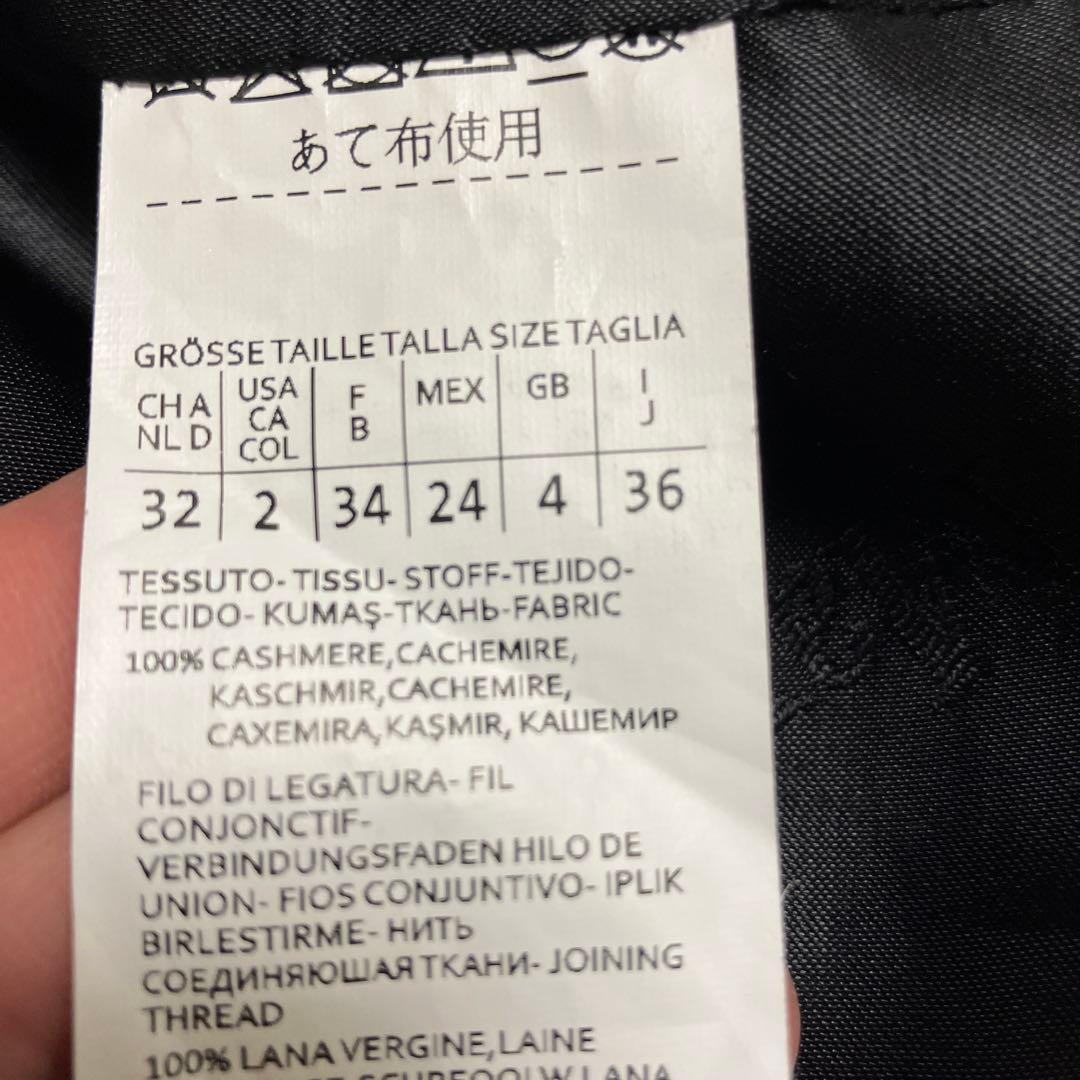 あて布使用
GRÖSSE TAILLE TALLA SIZE TAGLIA
CH A USA F MEX GB I
NL D CA B J
COL
32 2 34 24 4 36
TESSUTO- TISSU- STOFF-TEJIDO-
TECIDO- KUMAŞ-ТКАНЬ-FABRIC
100% CASHMERE,CACHEMIRE,
KASCHMIR,CACHEMIRE,
CAXEMIRA,KAŞMIR, КАШЕМИР
FILO DI LEGATURA- FIL
CONJONCTIF-
VERBINDUNGSFADEN HILO DE
UNION- FIOS CONJUNTIVO- IPLIK
BIRLESTIRME- НИТЬ
СОЕДИНЯЮШАЯ ТКАНИ- JOINING
THREAD
100% LANA VERGINE,LAINE
LANA